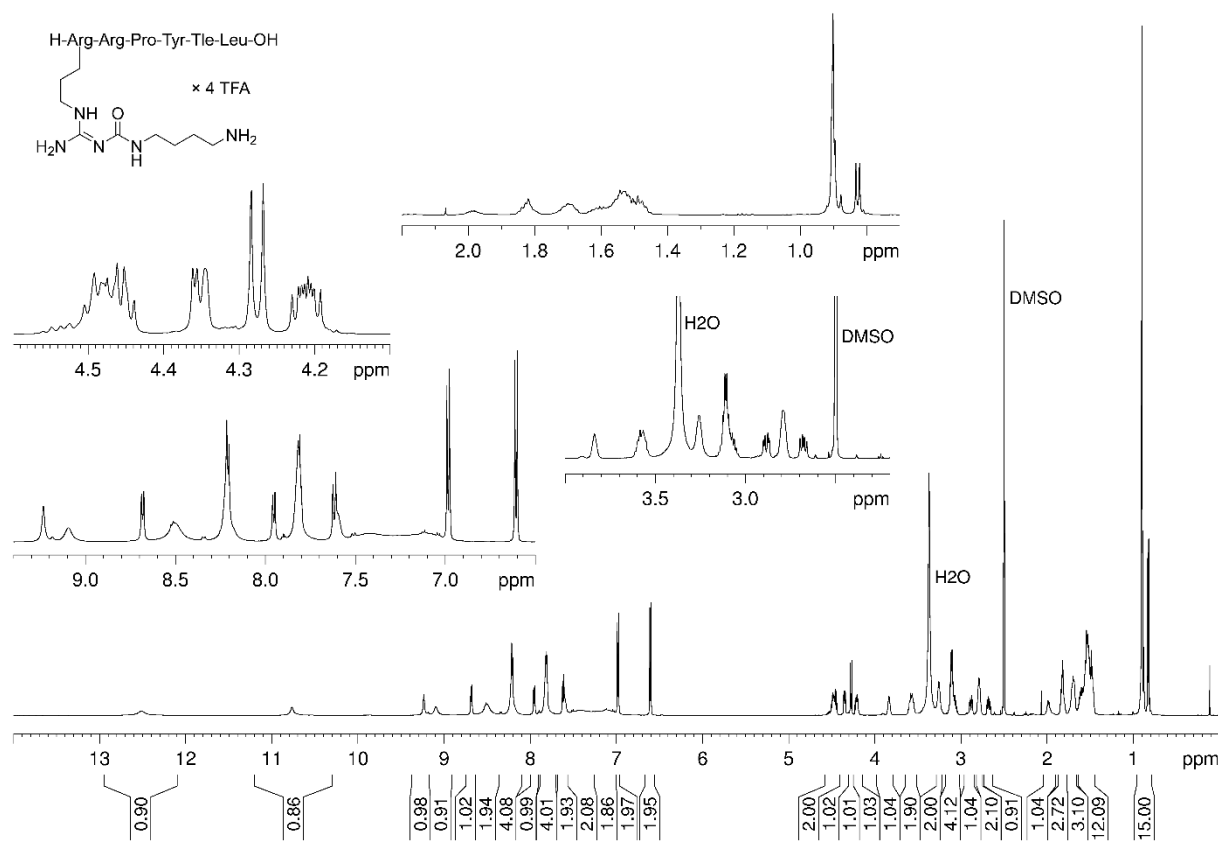 H-Arg-Arg-Pro-Tyr-Tle-Leu-OH
× 4 TFA
NH
O
H2N
N
N
H
NH2
2.0 1.8 1.6 1.4 1.2 1.0 ppm
4.5 4.4 4.3 4.2 ppm
H2O
DMSO
DMSO
3.5 3.0 ppm
9.0 8.5 8.0 7.5 7.0 ppm
H2O
13 12 11 10 9 8 7 6 5 4 3 2 1 ppm
0.90 0.86 0.98 0.91 1.02 1.94 4.08 0.99 4.01 1.93 2.08 1.86 1.97 1.95 2.00 1.02 1.01 1.03 1.04 1.90 2.00 4.12 1.04 2.10 0.91 1.04 2.72 3.10 12.09 15.00